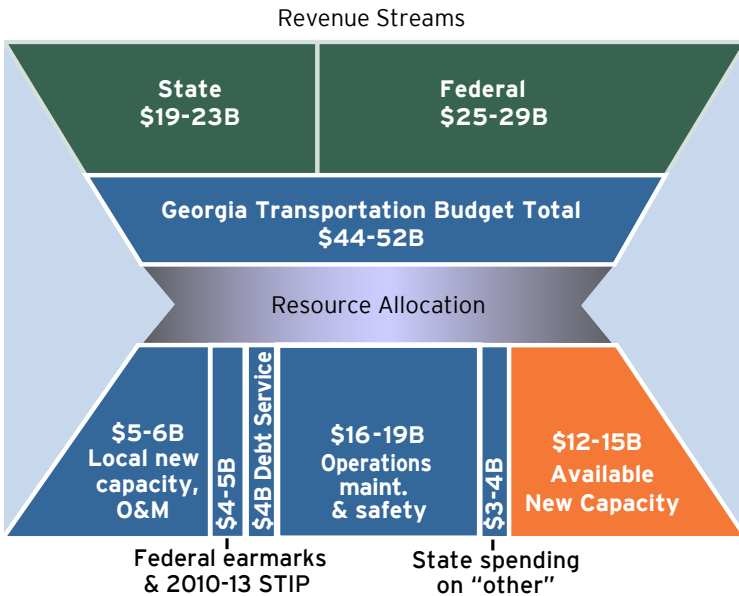 Revenue Streams
State
$19-23B
Federal
$25-29B
Georgia Transportation Budget Total
$44-52B
Resource Allocation
$5-6B
Local new
capacity,
O&M
$4-5B
$4B Debt Service
$16-19B
Operations
maint.
& safety
$3-4B
$12-15B
Available
New Capacity
Federal earmarks
& 2010-13 STIP
State spending
on “other”